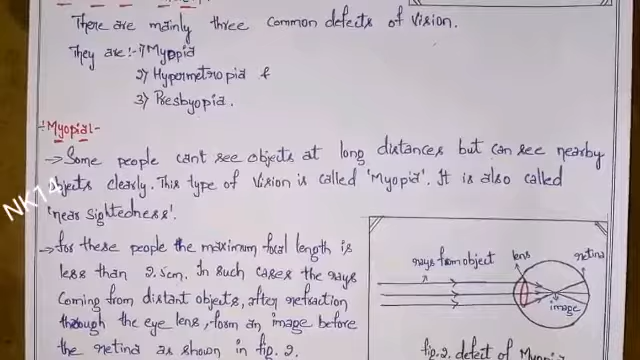 There are mainly three common defects of vision.
They are:- 1) Myopia
2) Hypermetropia &
3) Presbyopia.
:-Myopia:-
→ Some people can't see objects at long distances but can see nearby
objects clearly. This type of vision is called 'Myopia'. It is also called
'near sightedness'.
NK14
→ for these people the maximum focal length is
less than 2.5cm. In such cases the rays
coming from distant objects, after refraction
through the eye lens, form an image before
the retina as shown in fig. 2.
rays from object
lens
retina
image
fig. 2. defect of Myopia